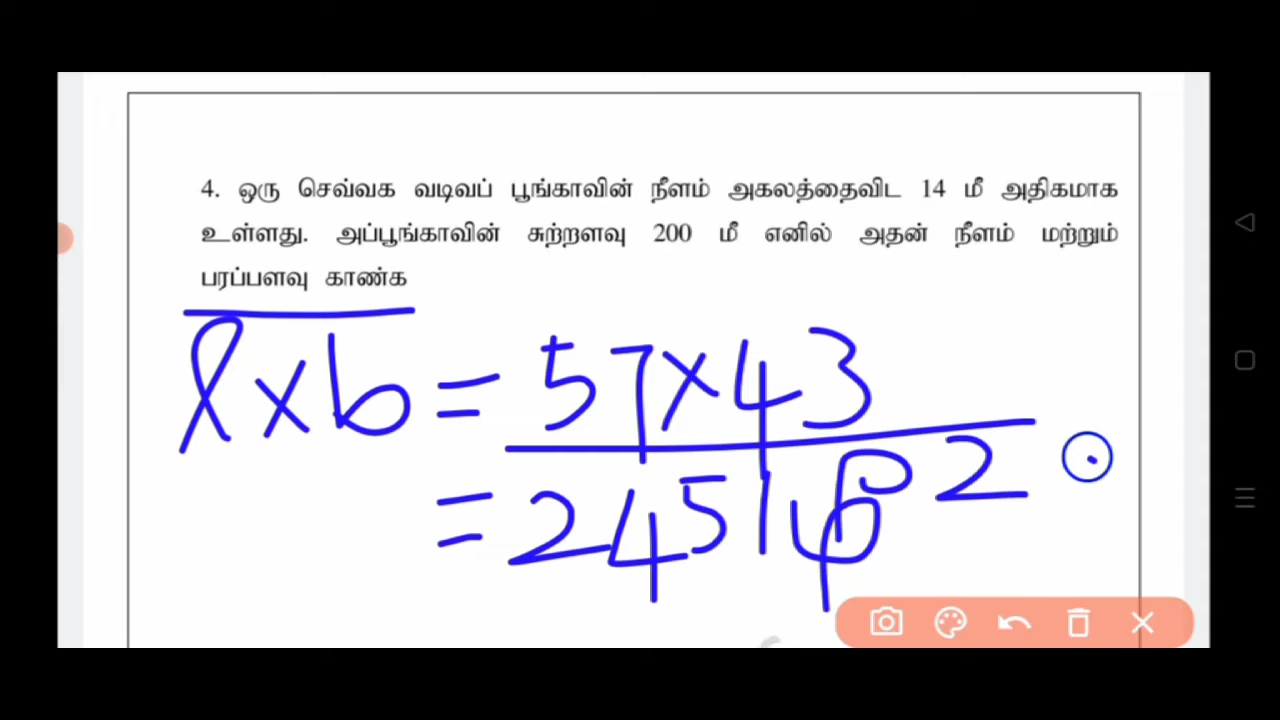 4. ஒரு செவ்வக வடிவப் பூங்காவின் நீளம் அகலத்தைவிட 14 மீ அதிகமாக
உள்ளது. அப்பூங்காவின் சுற்றளவு 200 மீ எனில் அதன் நீளம் மற்றும்
பரப்பளவு காண்க
l x b = 57 x 43
= 2451 மீ 2